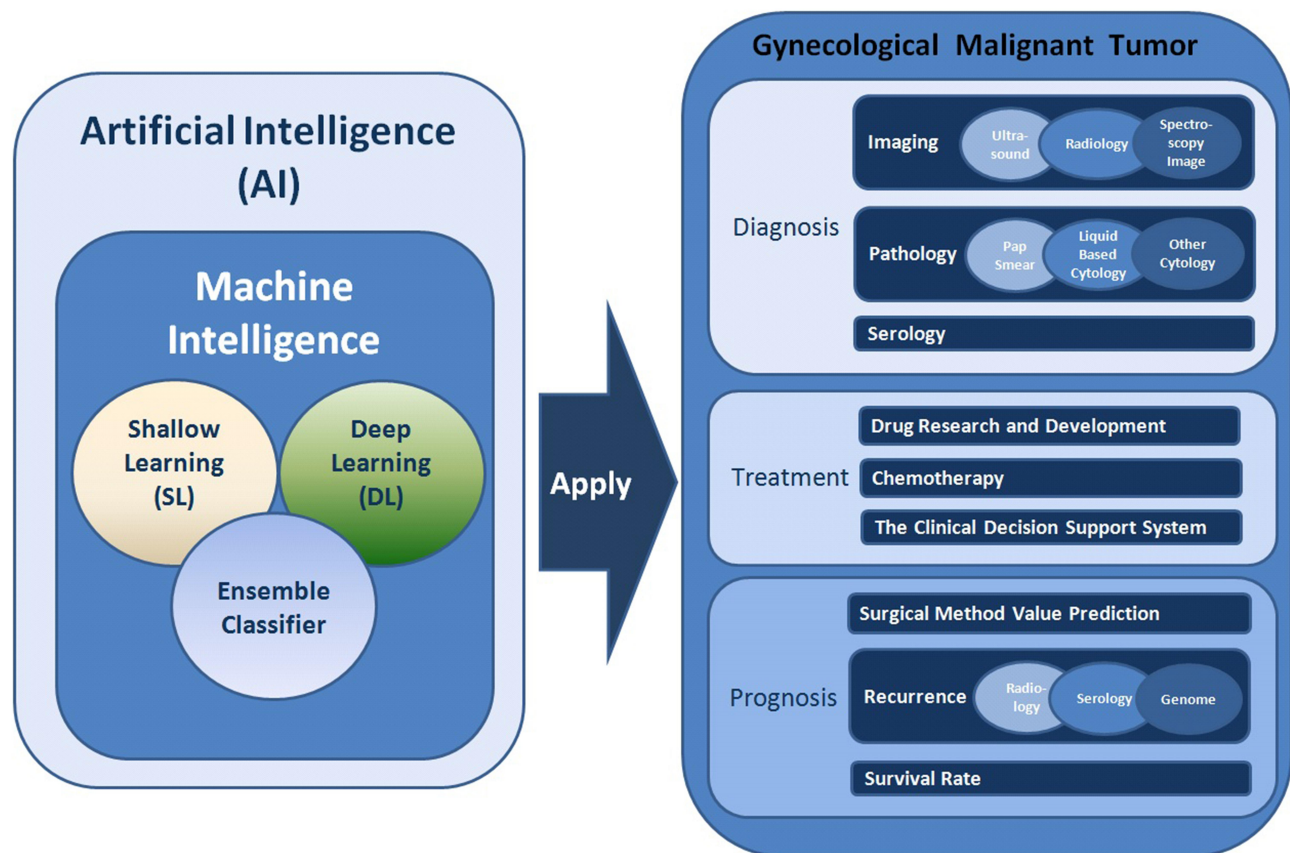 Artificial Intelligence
(AI)
Machine
Intelligence
Shallow
Learning
(SL)
Deep
Learning
(DL)
Ensemble
Classifier
Apply
Gynecological Malignant Tumor
Diagnosis
Imaging
Ultra-
sound
Radiology
Spectro-
scopy
Image
Pathology
Pap
Smear
Liquid
Based
Cytology
Other
Cytology
Serology
Treatment
Drug Research and Development
Chemotherapy
The Clinical Decision Support System
Prognosis
Surgical Method Value Prediction
Recurrence
Radio-
logy
Serology
Genome
Survival Rate